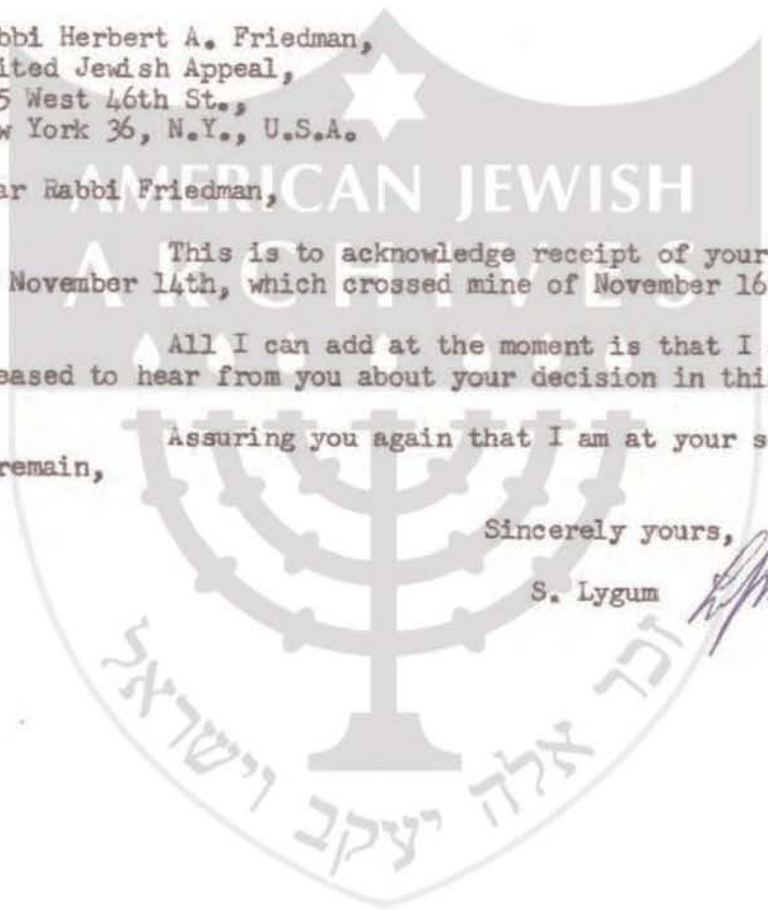 bbi Herbert A. Friedman,
ited Jewish Appeal,
5 West 46th St.,
w York 36, N.Y., U.S.A.
AMERICAN JEWISH
ar Rabbi Friedman,
This is to acknowledge receipt of your
November 14th, which crossed mine of November 16
ARCHIVES
All I can add at the moment is that I
eased to hear from you about your decision in thi
Assuring you again that I am at your s
remain,
Sincerely yours,
S. Lygum
זכר אלה יעקב וישראל